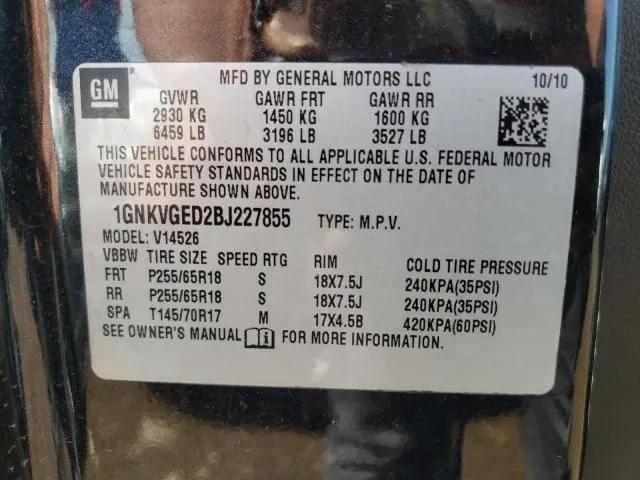 GM MFD BY GENERAL MOTORS LLC 10/10
GVWR GAWR FRT GAWR RR
2930 KG 1450 KG 1600 KG
6459 LB 3196 LB 3527 LB
THIS VEHICLE CONFORMS TO ALL APPLICABLE U.S. FEDERAL MOTOR
VEHICLE SAFETY STANDARDS IN EFFECT ON THE DATE OF
MANUFACTURE SHOWN ABOVE.
1GNKVGED2BJ227855 TYPE: M.P.V.
MODEL: V14526
VBBW TIRE SIZE SPEED RTG RIM COLD TIRE PRESSURE
FRT P255/65R18 S 18X7.5J 240KPA(35PSI)
RR P255/65R18 S 18X7.5J 240KPA(35PSI)
SPA T145/70R17 M 17X4.5B 420KPA(60PSI)
SEE OWNER'S MANUAL FOR MORE INFORMATION.